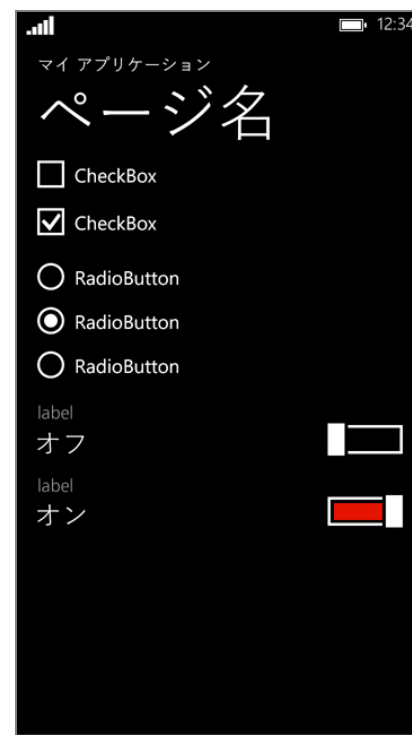 12:34
マイ アプリケーション
ページ名
CheckBox
CheckBox
RadioButton
RadioButton
RadioButton
label
オフ
label
オン